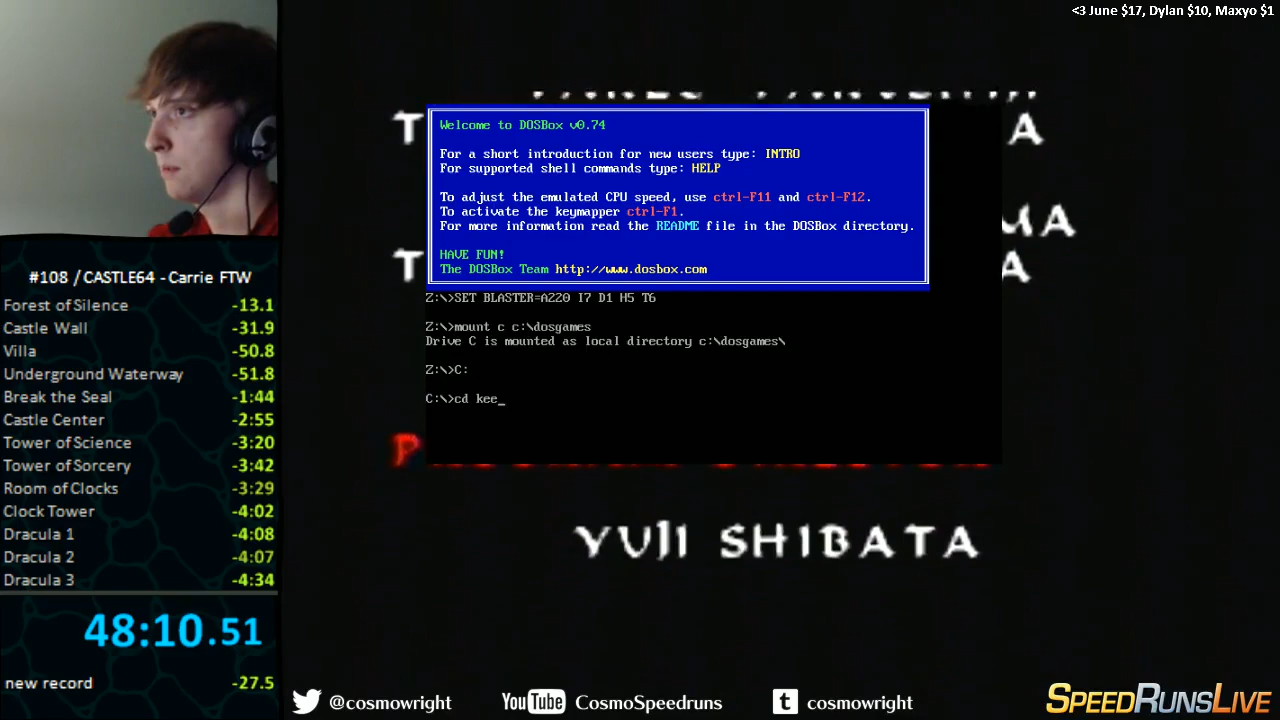 <3 June $17, Dylan $10, Maxyo $1
T
A
MA
T
A
Welcome to DOSBox v0.74
For a short introduction for new users type: INTRO
For supported shell commands type: HELP
To adjust the emulated CPU speed, use ctrl-F11 and ctrl-F12.
To activate the keymapper ctrl-F1.
For more information read the README file in the DOSBox directory.
HAVE FUN!
The DOSBox Team http://www.dosbox.com
Z:\>SET BLASTER=A220 I7 D1 H5 T6
Z:\>mount c c:\dosgames
Drive C is mounted as local directory c:\dosgames\
Z:\>C:
C:\>cd kee_
P
YUJI SHIBATA
#108 / CASTLE64 - Carrie FTW
Forest of Silence -13.1
Castle Wall -31.9
Villa -50.8
Underground Waterway -51.8
Break the Seal -1:44
Castle Center -2:55
Tower of Science -3:20
Tower of Sorcery -3:42
Room of Clocks -3:29
Clock Tower -4:02
Dracula 1 -4:08
Dracula 2 -4:07
Dracula 3 -4:34
48:10.51
new record -27.5
@cosmowright
YouTube CosmoSpeedruns
t cosmowright
SPEEDRUNSLIVE